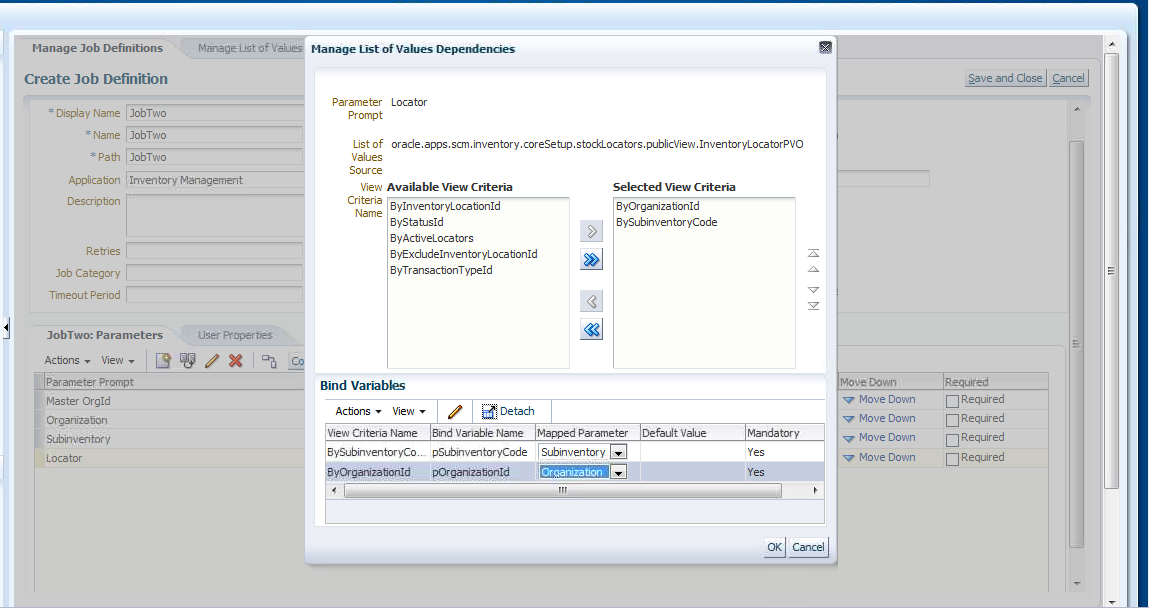 Manage Job Definitions
Manage List of Values
Create Job Definition
Save and Close
Cancel
* Display Name JobTwo
* Name JobTwo
* Path JobTwo
Application Inventory Management
Description
Retries
Job Category
Timeout Period
JobTwo: Parameters
User Properties
Actions View
Parameter Prompt
Master OrgId
Organization
Subinventory
Locator
Manage List of Values Dependencies
Parameter Prompt Locator
List of Values Source oracle.apps.scm.inventory.coreSetup.stockLocators.publicView.InventoryLocatorPVO
View Criteria Name
Available View Criteria
ByInventoryLocationId
ByStatusId
ByActiveLocators
ByExcludeInventoryLocationId
ByTransactionTypeId
Selected View Criteria
ByOrganizationId
BySubinventoryCode
Bind Variables
Actions View Detach
View Criteria Name Bind Variable Name Mapped Parameter Default Value Mandatory
BySubinventoryCo... pSubinventoryCode Subinventory Yes
ByOrganizationId pOrganizationId Organization Yes
OK Cancel
Move Down Required
Move Down Required
Move Down Required
Move Down Required
Move Down Required